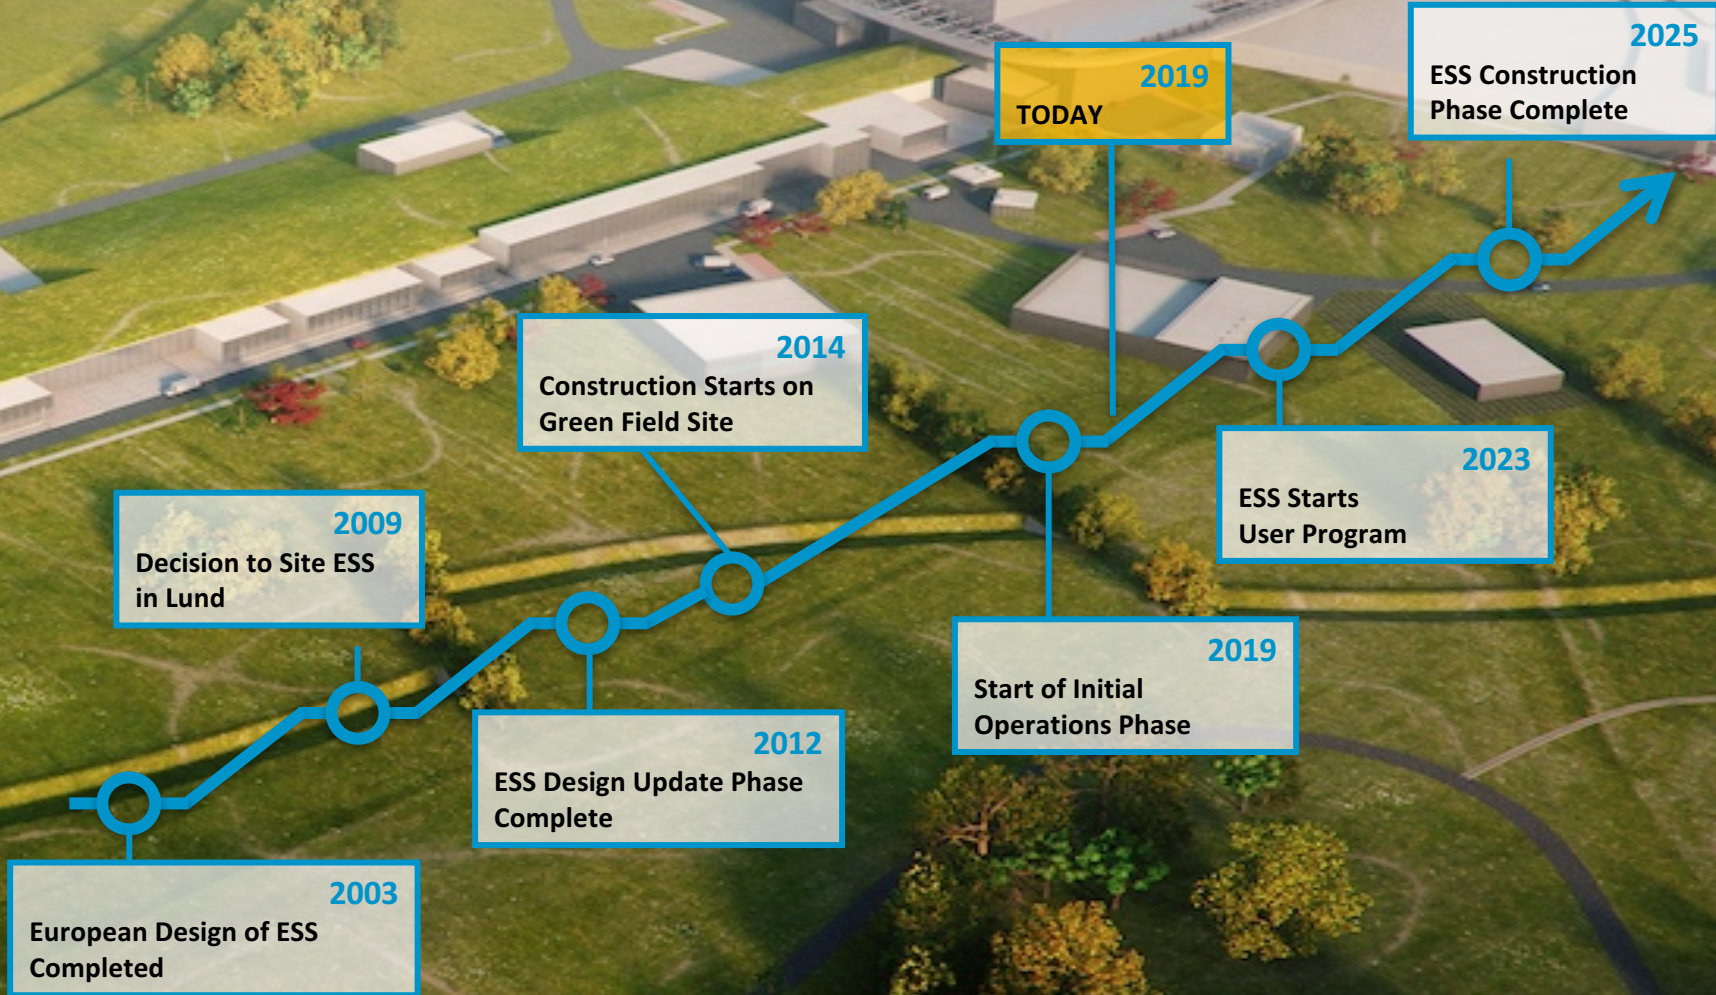 2003
European Design of ESS
Completed
2009
Decision to Site ESS
in Lund
2012
ESS Design Update Phase
Complete
2014
Construction Starts on
Green Field Site
2019
Start of Initial
Operations Phase
2019
TODAY
2023
ESS Starts
User Program
2025
ESS Construction
Phase Complete